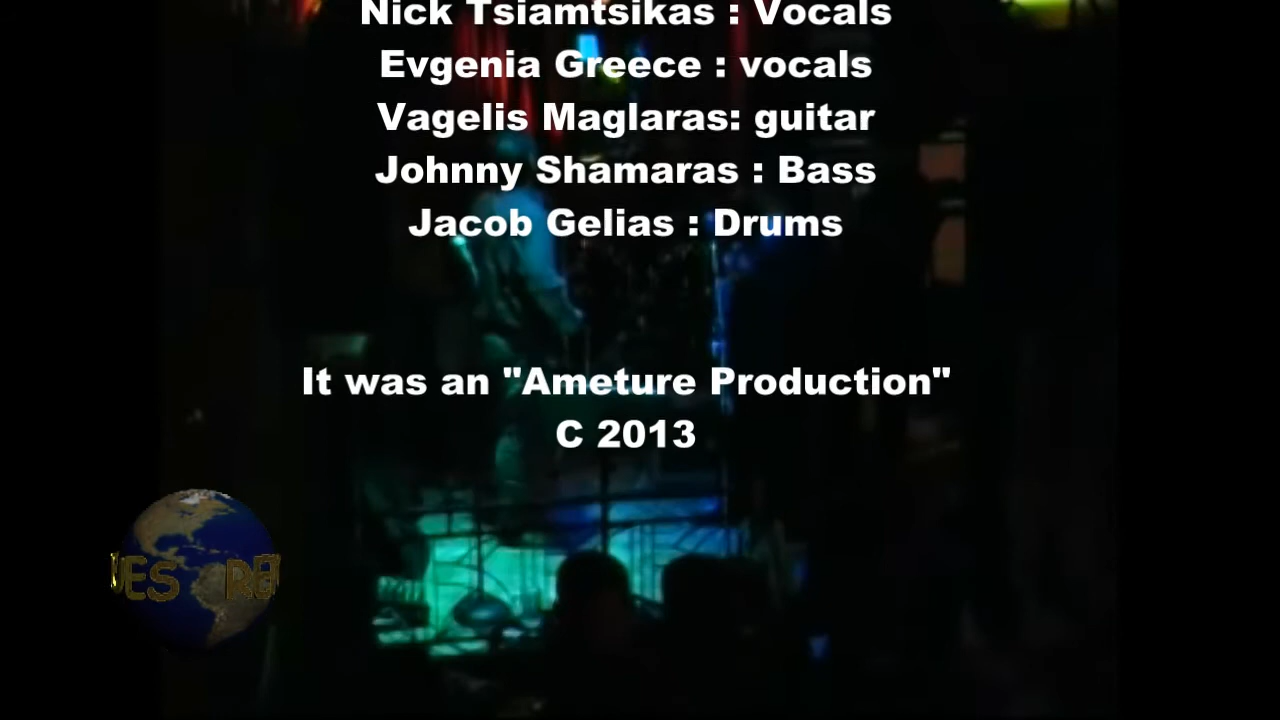 Nick Tsiamtsikas : Vocals
Evgenia Greece : vocals
Vagelis Maglaras: guitar
Johnny Shamaras : Bass
Jacob Gelias : Drums
It was an "Ameture Production"
C 2013